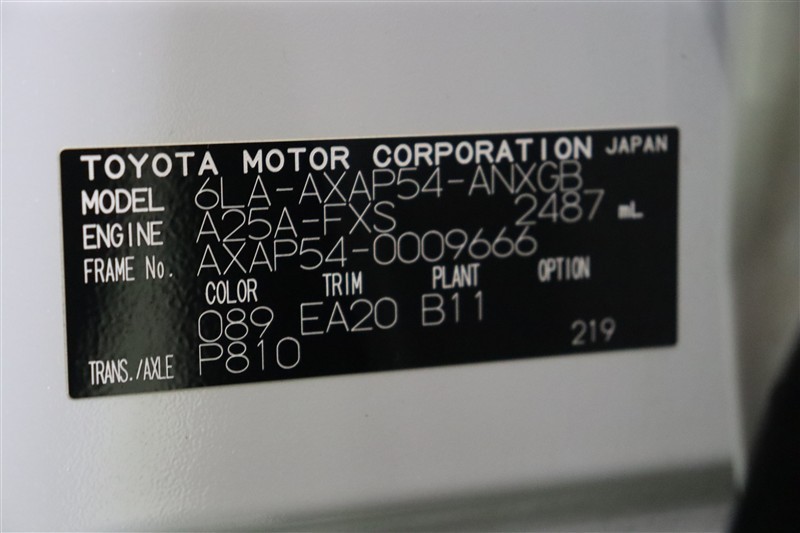 TOYOTA MOTOR CORPORATION JAPAN
MODEL 6LA-AXAP54-ANXGB
ENGINE A25A-FXS 2487 mL
FRAME No. AXAP54-0009666
COLOR TRIM PLANT OPTION
089 EA20 B11
TRANS./AXLE P810 219